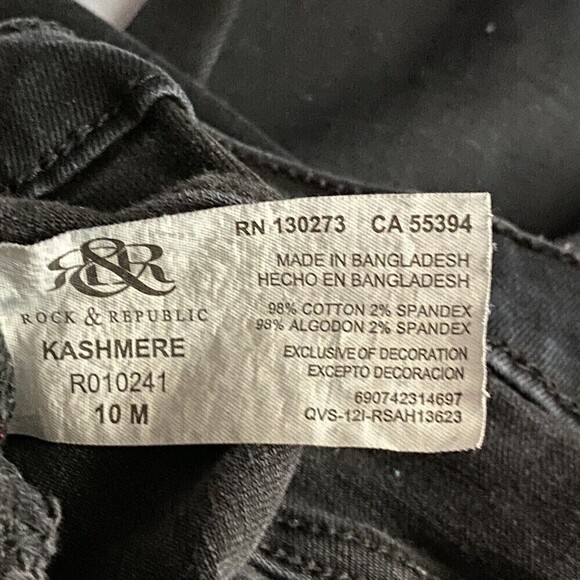 R&R
ROCK & REPUBLIC
KASHMERE
R010241
10 M
RN 130273 CA 55394
MADE IN BANGLADESH
HECHO EN BANGLADESH
98% COTTON 2% SPANDEX
98% ALGODON 2% SPANDEX
EXCLUSIVE OF DECORATION
EXCEPTO DECORACION
690742314697
QVS-12I-RSAH13623